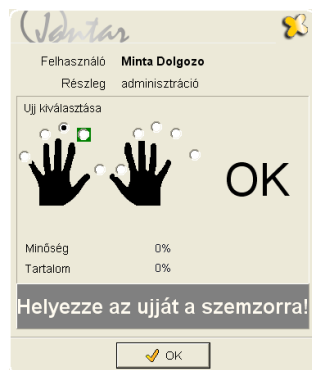 Jantar
Felhasználó Minta Dolgozo
Részleg adminisztráció
Ujj kiválasztása
OK
Minőség 0%
Tartalom 0%
Helyezze az ujját a szemzorra!
OK